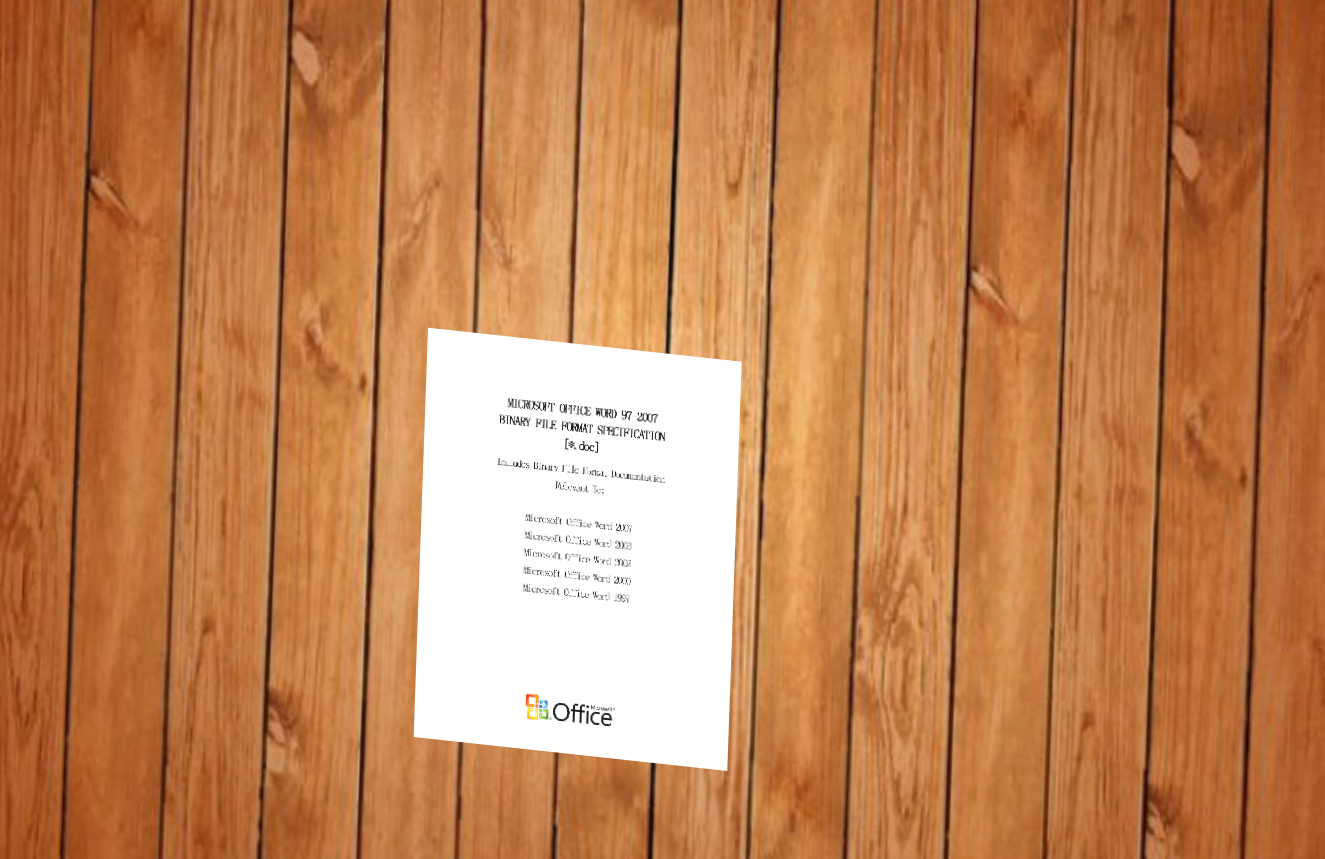 MICROSOFT OFFICE WORD 97 2007
BINARY FILE FORMAT SPECIFICATION
[*.doc]
Includes Binary File Format Documentation
Relevant To:
Microsoft Office Word 2007
Microsoft Office Word 2003
Microsoft Office Word 2002
Microsoft Office Word 2000
Microsoft Office Word 1997
Microsoft
Office